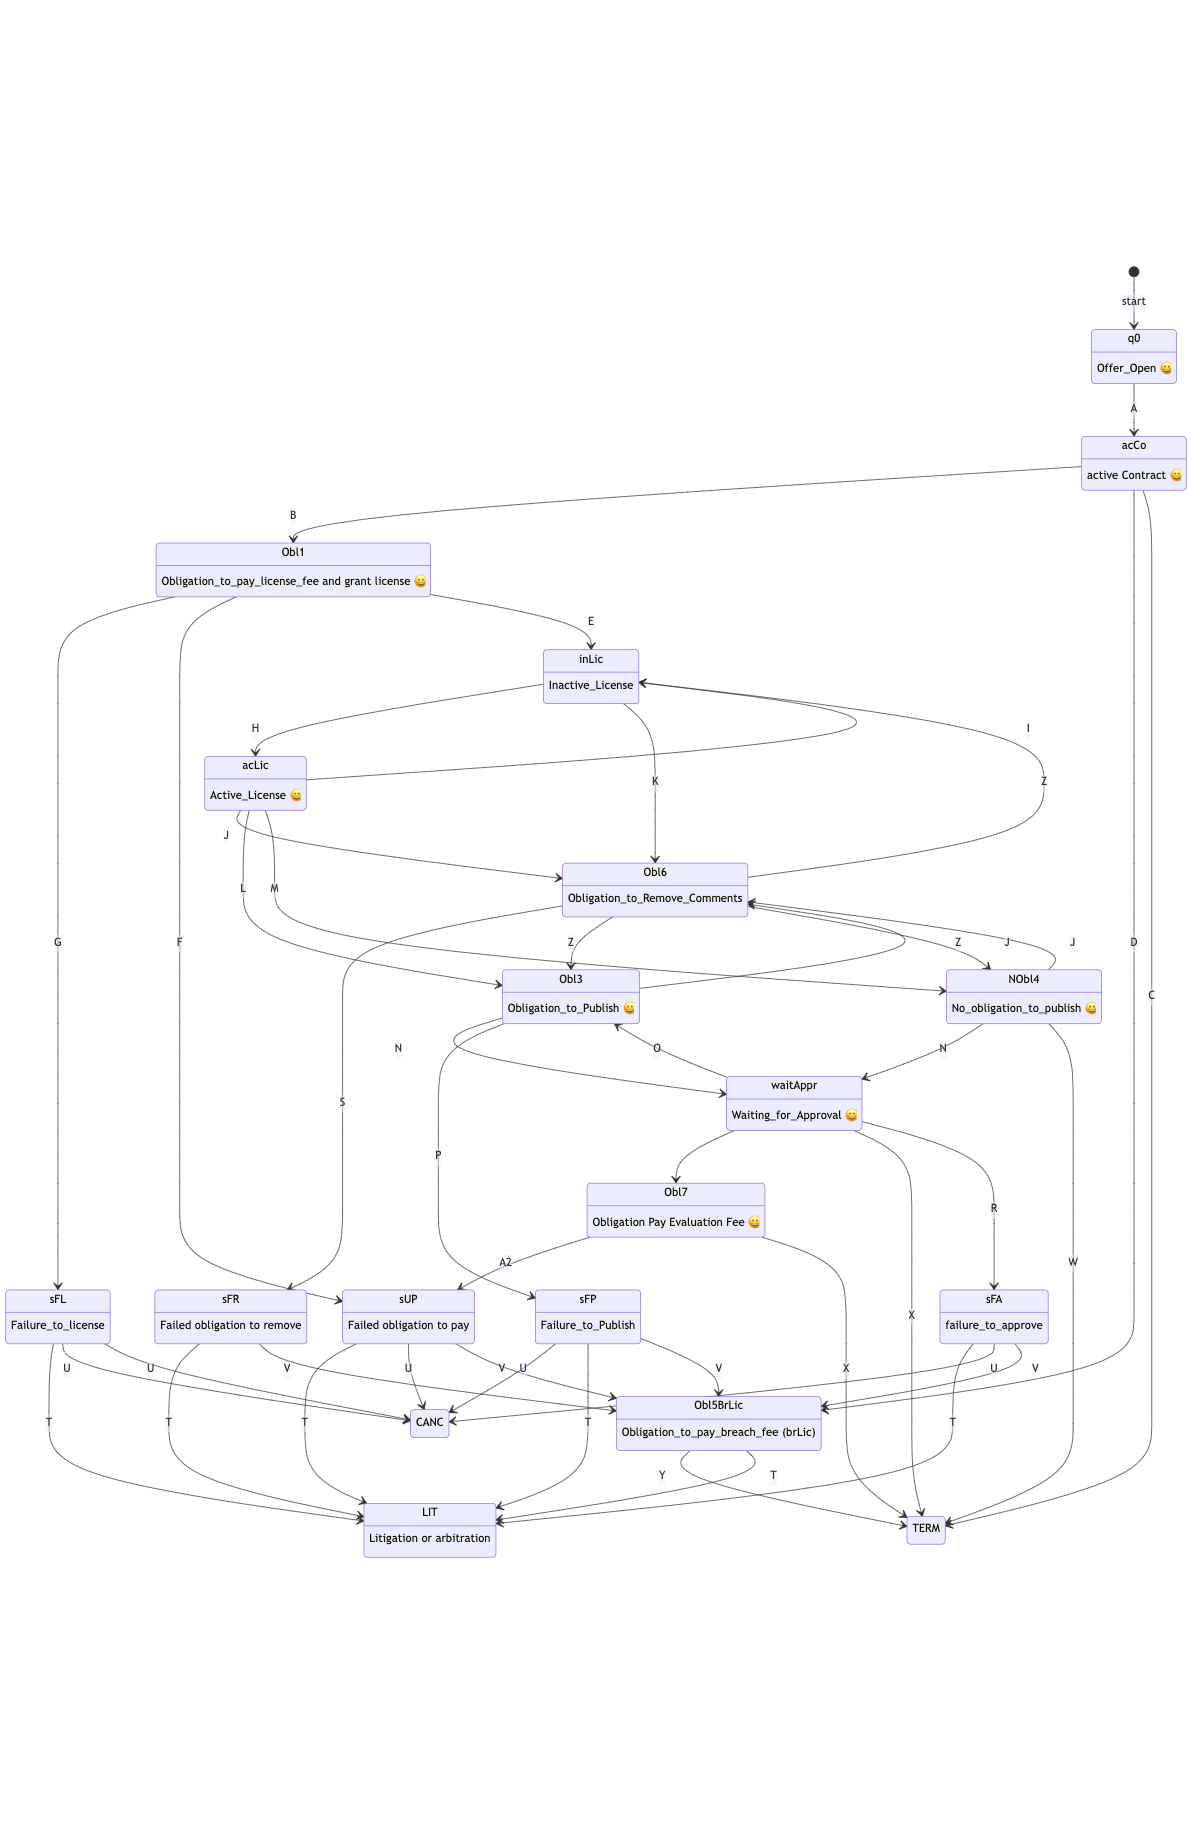 start
q0
Offer_Open 😀
A
acCo
active Contract 😀
B
Obl1
Obligation_to_pay_license_fee and grant license 😀
E
inLic
Inactive_License
H
I
acLic
Active_License 😀
K
Z
J
Obl6
Obligation_to_Remove_Comments
L
M
G
F
Z
Z
J
J
D
Obl3
Obligation_to_Publish 😀
NObl4
No_obligation_to_publish 😀
C
N
O
N
waitAppr
Waiting_for_Approval 😀
S
P
Obl7
Obligation Pay Evaluation Fee 😀
R
A2
W
sFL
Failure_to_license
sFR
Failed obligation to remove
sUP
Failed obligation to pay
sFP
Failure_to_Publish
X
sFA
failure_to_approve
U
U
V
U
V
U
V
X
U
V
Obl5BrLic
Obligation_to_pay_breach_fee (brLic)
T
T
T
CANC
T
T
Y
T
LIT
Litigation or arbitration
TERM